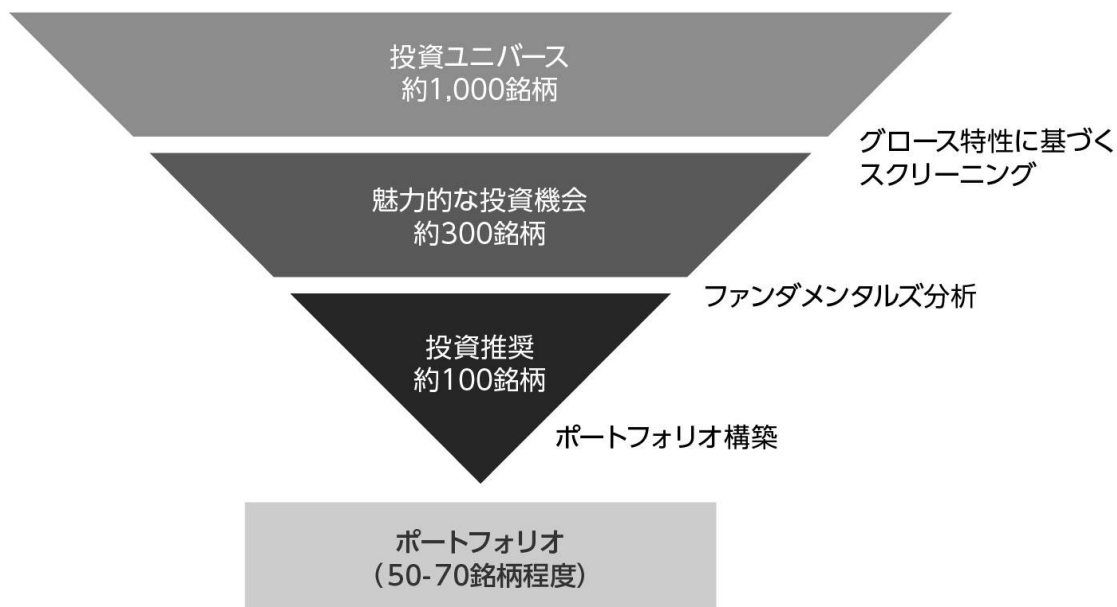 投資ユニバース
約1,000銘柄
グロース特性に基づく
スクリーニング
魅力的な投資機会
約300銘柄
ファンダメンタルズ分析
投資推奨
約100銘柄
ポートフォリオ構築
ポートフォリオ
（50-70銘柄程度）